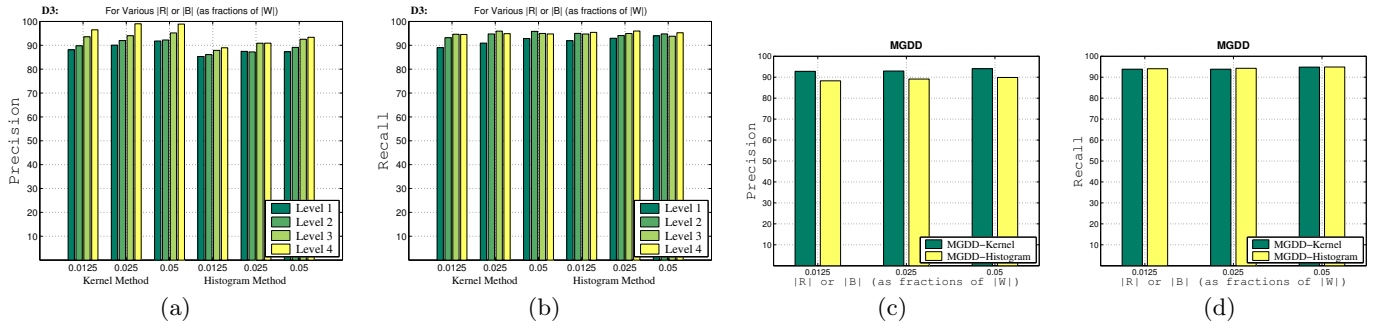 D3: For Various |R| or |B| (as fractions of |W|)
100
90
80
70
60
50
40
30
20
10
Precision
Level 1
Level 2
Level 3
Level 4
0.0125 0.025 0.05 0.0125 0.025 0.05
Kernel Method Histogram Method
(a)
D3: For Various |R| or |B| (as fractions of |W|)
100
90
80
70
60
50
40
30
20
10
Recall
Level 1
Level 2
Level 3
Level 4
0.0125 0.025 0.05 0.0125 0.025 0.05
Kernel Method Histogram Method
(b)
MGDD
100
90
80
70
60
50
40
30
20
10
Precision
MGDD−Kernel
MGDD−Histogram
0.0125 0.025 0.05
|R| or |B| (as fractions of |W|)
(c)
MGDD
100
90
80
70
60
50
40
30
20
10
Recall
MGDD−Kernel
MGDD−Histogram
0.0125 0.025 0.05
|R| or |B| (as fractions of |W|)
(d)